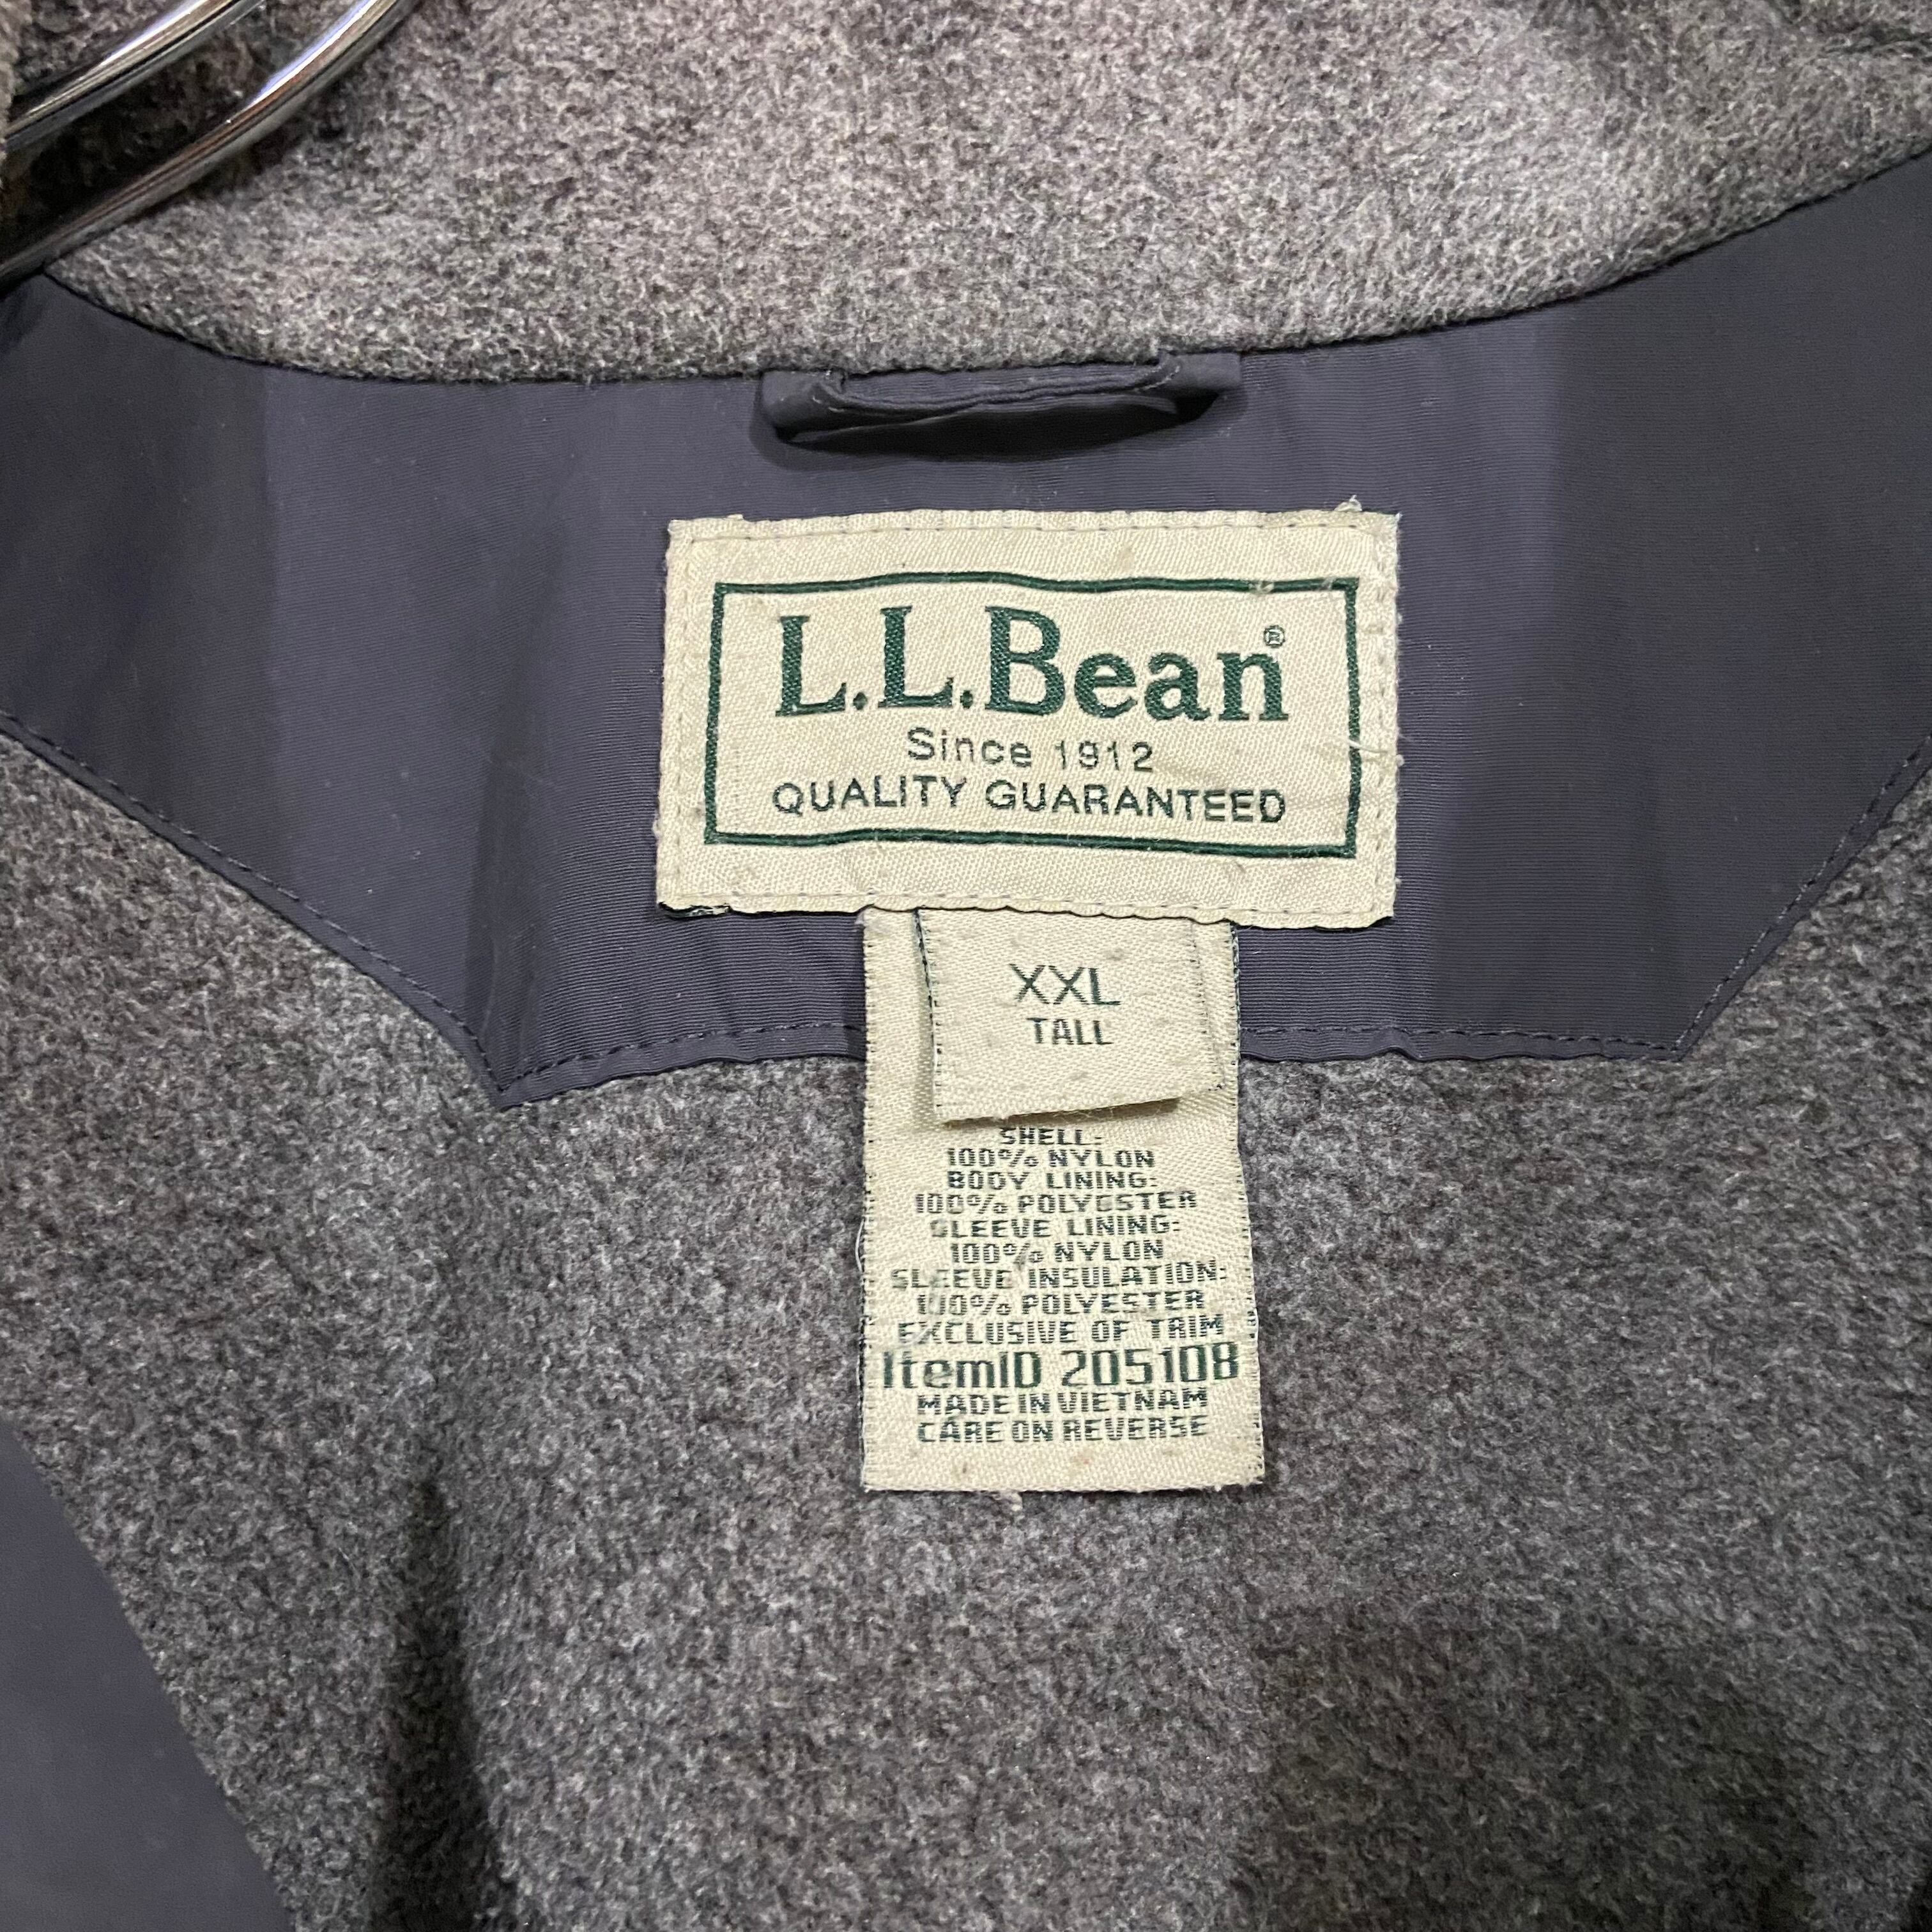 L.L.Bean®
Since 1912
QUALITY GUARANTEED
XXL
TALL
SHELL:
100% NYLON
BODY LINING:
100% POLYESTER
SLEEVE LINING:
100% NYLON
SLEEVE INSULATION:
100% POLYESTER
EXCLUSIVE OF TRIM
ItemID 205108
MADE IN VIETNAM
CARE ON REVERSE